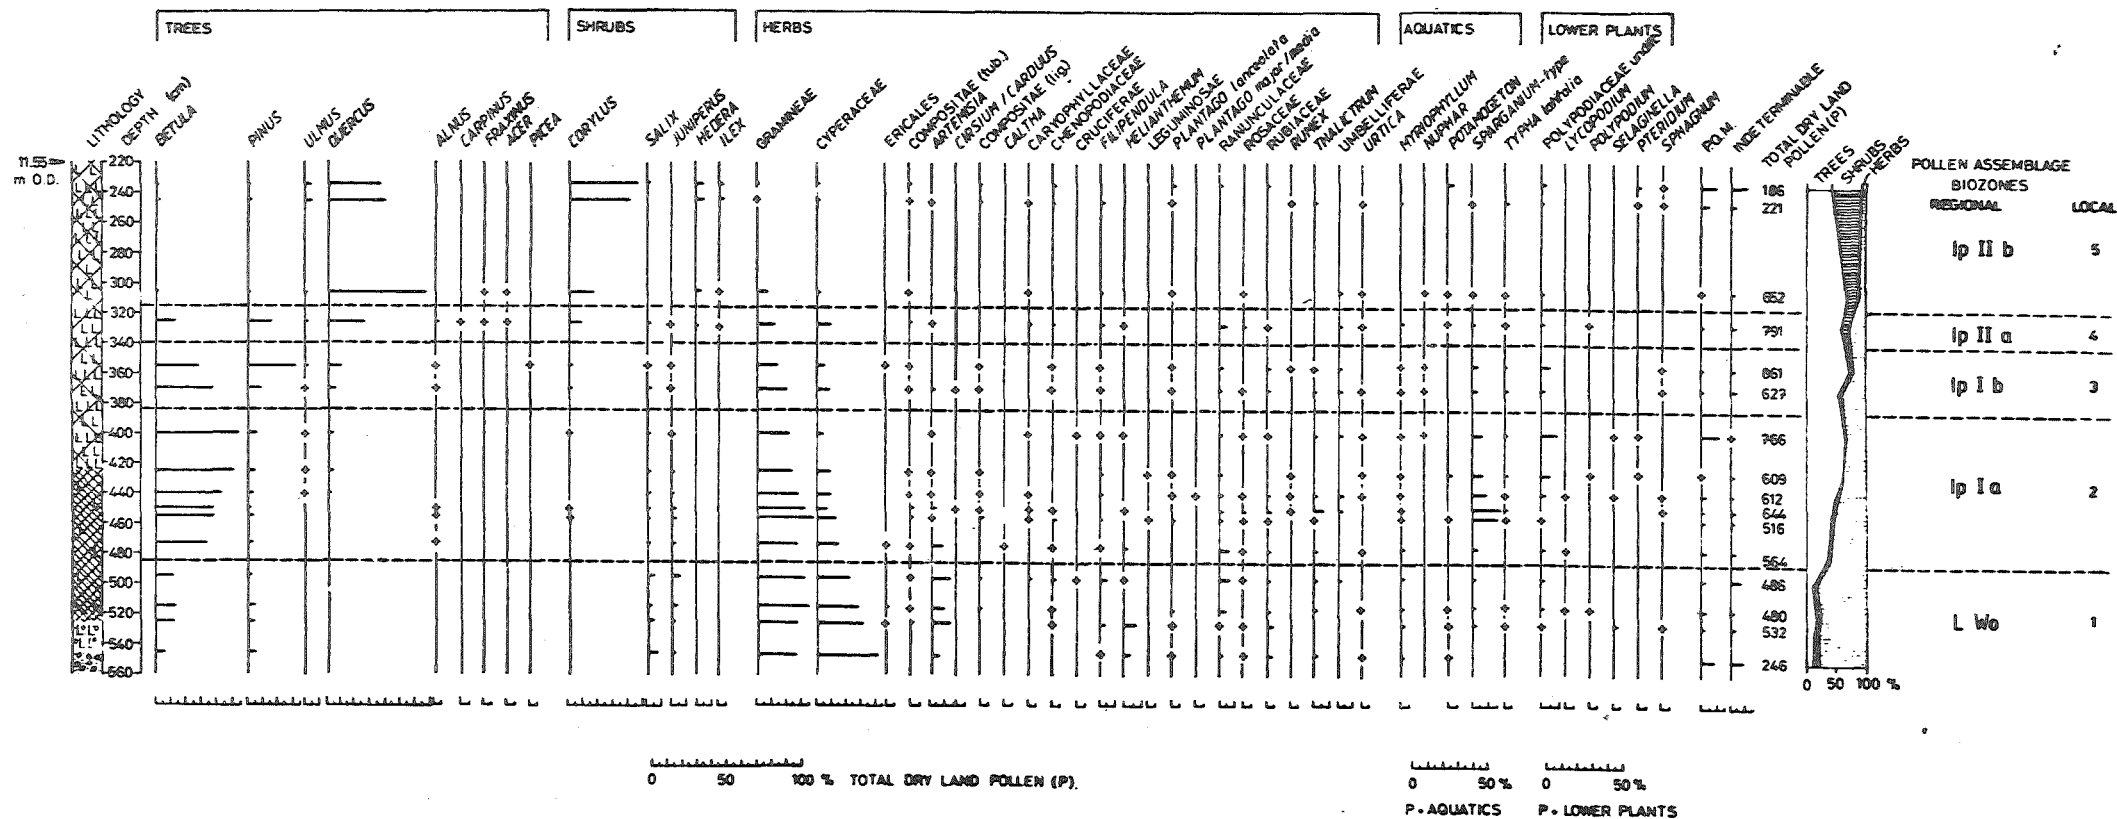 TREES
SHRUBS
HERBS
AQUATICS
LOWER PLANTS
LITHOLOGY
DEPTH (cm)
BETULA
PINUS
ULMUS
QUERCUS
ALNUS
CARPINUS
FRAXINUS
ACER
PICEA
CORYLUS
SALIX
JUNIPERUS
HEDERA
ILEX
GRAMINEAE
CYPERACEAE
ERICALES
COMPOSITAE (tub.)
ARTEMISIA
CIRSIUM / CARDUUS
COMPOSITAE (lig.)
CALTHA
CARYOPHYLLACEAE
CHENOPODIACEAE
CRUCIFERAE
FILIPENDULA
HELIANTHEMUM
LEGUMINOSAE
PLANTAGO lanceolata
PLANTAGO major/media
RANUNCULACEAE
ROSACEAE
RUBIACEAE
RUMEX
THALICTRUM
UMBELLIFERAE
URTICA
MYRIOPHYLLUM
NUPHAR
POTAMOGETON
SPARGANIUM-type
TYPHA latifolia
POLYPODIACEAE undiff.
LYCOPODIUM
POLYPODIUM
SELAGINELLA
PTERIDIUM
SPHAGNUM
P.O.M.
INDETERMINABLE
TOTAL DRY LAND
POLLEN (P)
TREES
SHRUBS
HERBS
POLLEN ASSEMBLAGE
BIOZONES
REGIONAL LOCAL
11.55
m O.D.
220
240
260
280
300
320
340
360
380
400
420
440
460
480
500
520
540
560
186
221
652
791
861
627
766
609
612
644
516
564
486
480
532
246
Ip II b 5
Ip II a 4
Ip I b 3
Ip I a 2
L Wo 1
0 50 100 %
0 50 100 % TOTAL DRY LAND POLLEN (P).
0 50 %
P + AQUATICS
0 50 %
P + LOWER PLANTS